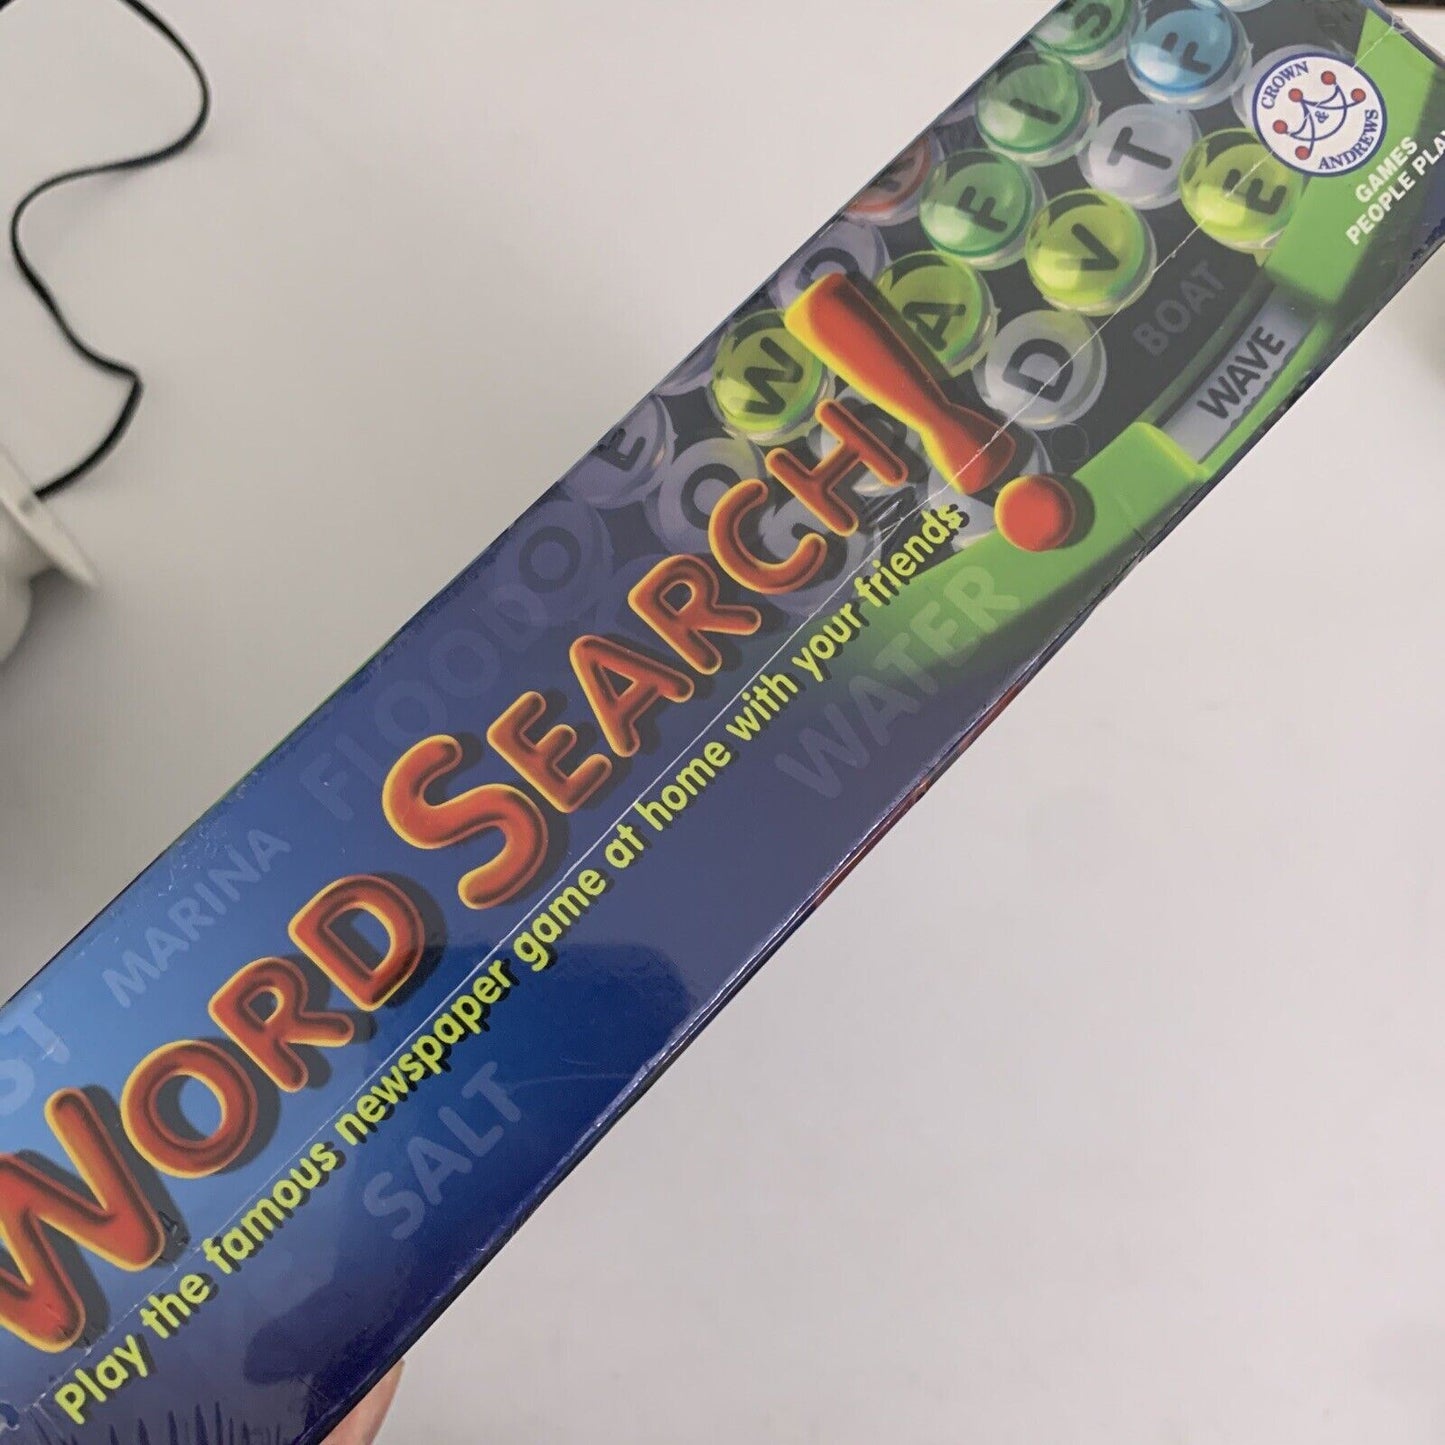 WORD SEARCH!
Play the famous newspaper game at home with your friends
CROWN
&
ANDREWS
GAMES
PEOPLE PLAY
BOAT
WAVE
WATER
MARINA
SALT
I
F
T
E
F
V
A
D
W
O
E
O